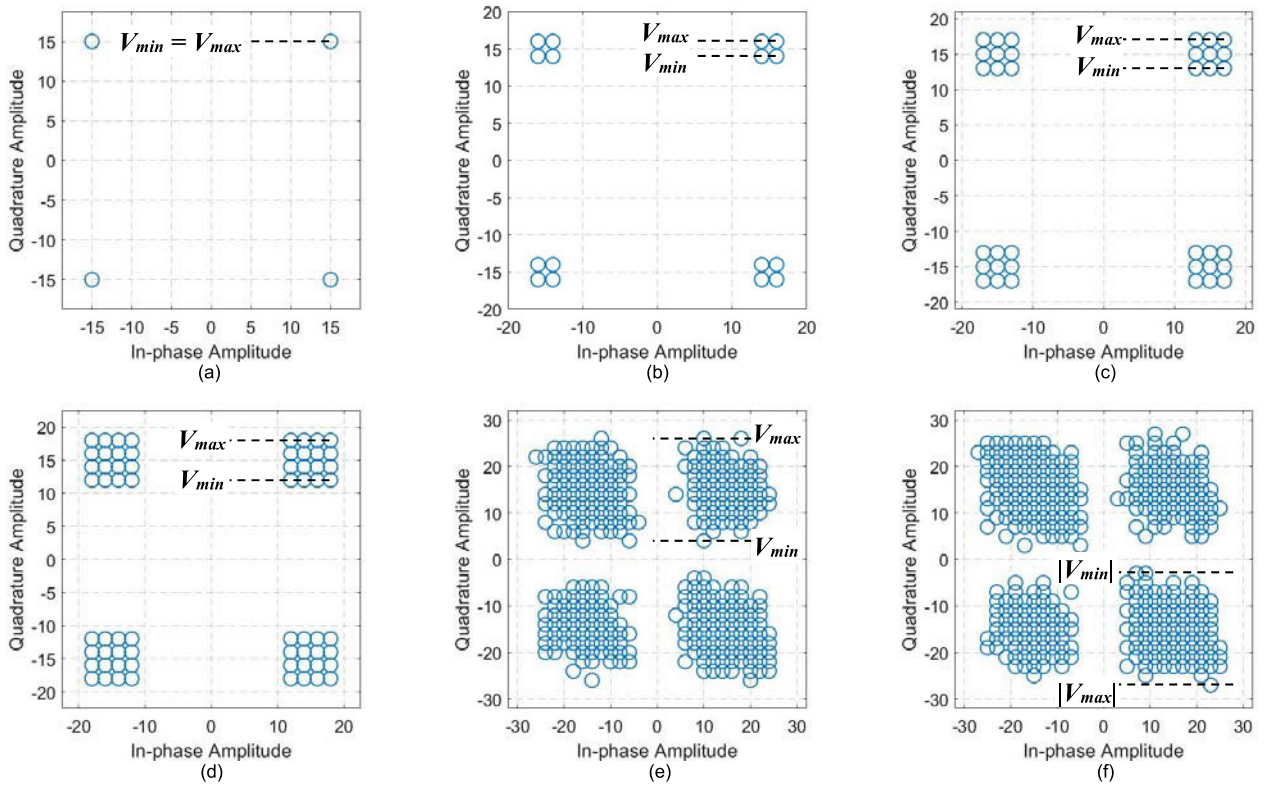 15
10
5
0
-5
-10
-15
Quadrature Amplitude
V_min = V_max
-15 -10 -5 0 5 10 15
In-phase Amplitude
(a)
20
15
10
5
0
-5
-10
-15
-20
Quadrature Amplitude
V_max
V_min
-20 -10 0 10 20
In-phase Amplitude
(b)
20
15
10
5
0
-5
-10
-15
-20
Quadrature Amplitude
V_max
V_min
-20 -10 0 10 20
In-phase Amplitude
(c)
20
15
10
5
0
-5
-10
-15
-20
Quadrature Amplitude
V_max
V_min
-20 -10 0 10 20
In-phase Amplitude
(d)
30
20
10
0
-10
-20
-30
Quadrature Amplitude
V_max
V_min
-30 -20 -10 0 10 20 30
In-phase Amplitude
(e)
30
20
10
0
-10
-20
-30
Quadrature Amplitude
|V_min|
|V_max|
-30 -20 -10 0 10 20 30
In-phase Amplitude
(f)